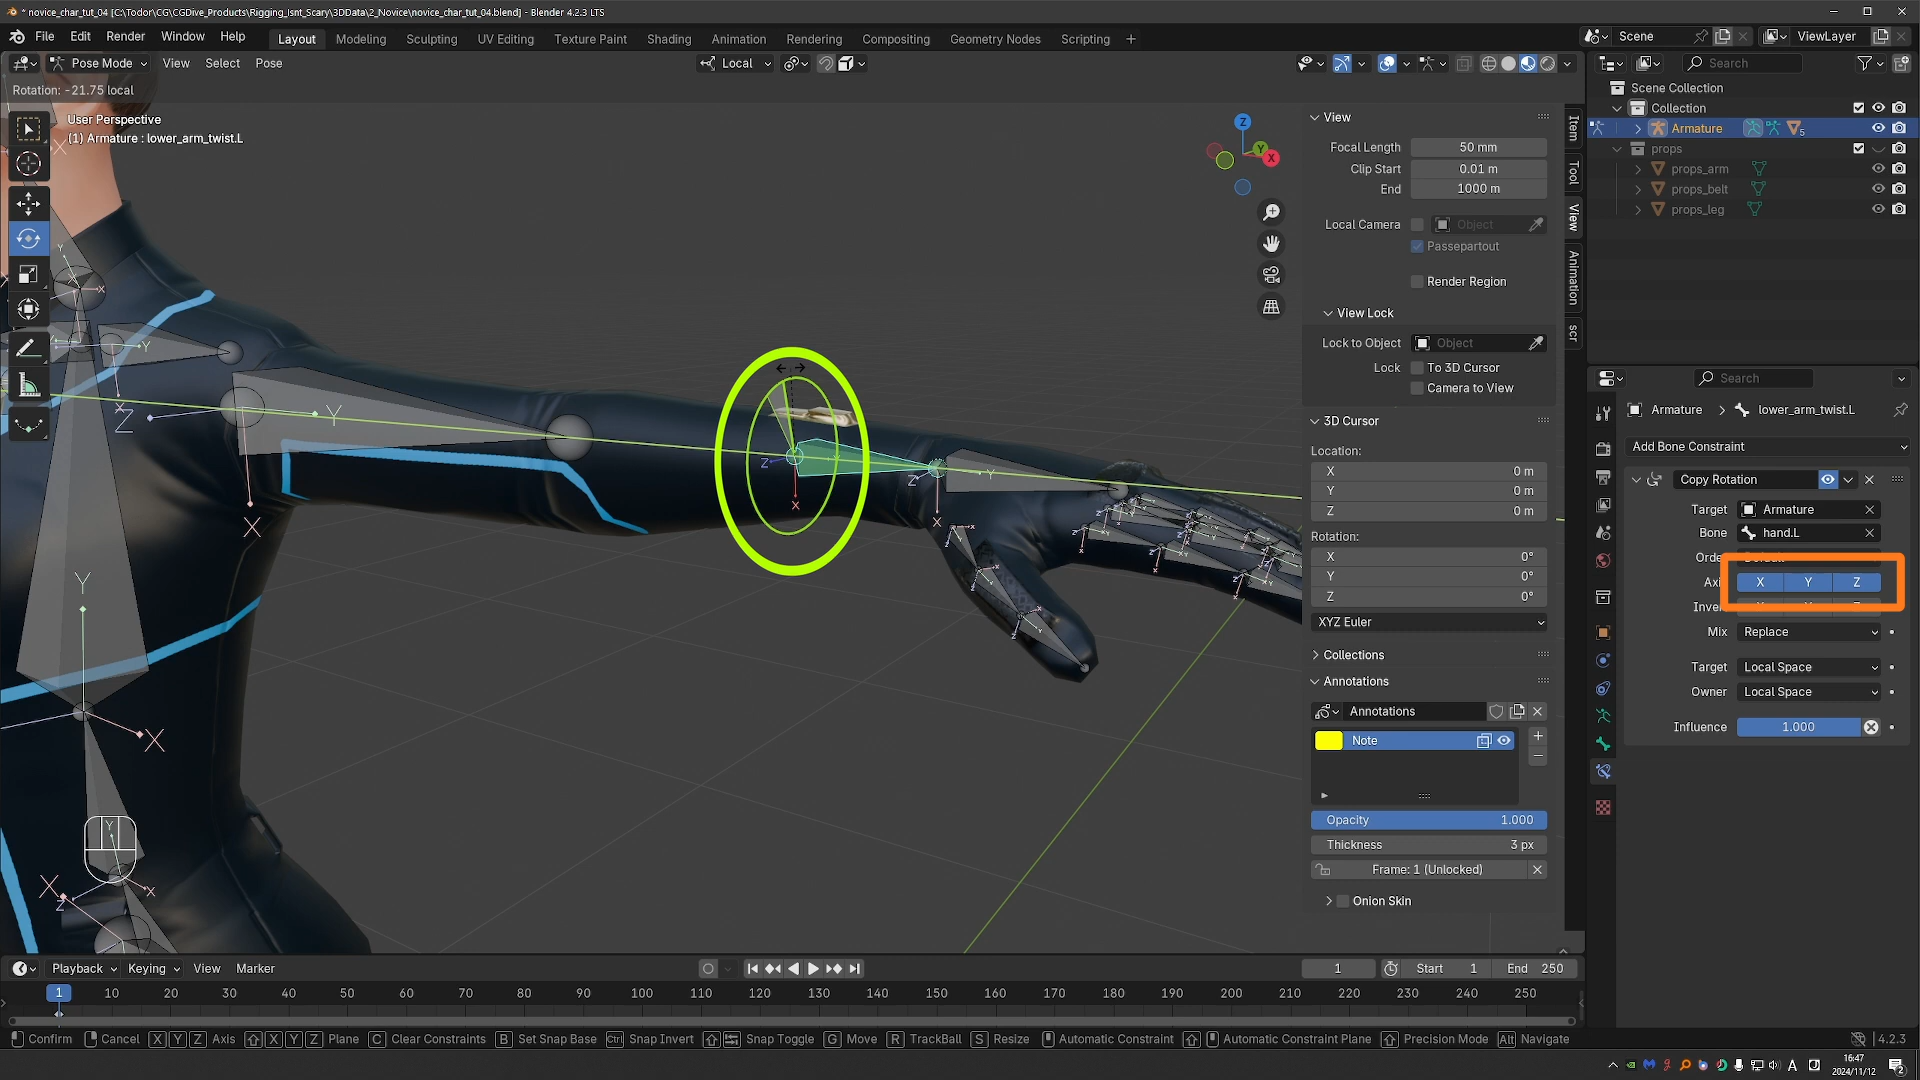 * novice_char_tut_04 [C:\Todor\CG\CGDive_Products\Rigging_Isnt_Scary\3DData\2_Novice\novice_char_tut_04.blend] - Blender 4.2.3 LTS
File Edit Render Window Help Layout Modeling Sculpting UV Editing Texture Paint Shading Animation Rendering Compositing Geometry Nodes Scripting + Scene ViewLayer
Pose Mode View Select Pose Local Search
Rotation: -21.75 local
User Perspective
(1) Armature : lower_arm_twist.L
Scene Collection
Collection
Armature 5
props
props_arm
props_belt
props_leg
View
Focal Length 50 mm
Clip Start 0.01 m
End 1000 m
Local Camera Object
Passepartout
Render Region
View Lock
Lock to Object Object
Lock To 3D Cursor
Camera to View
3D Cursor
Location:
X 0 m
Y 0 m
Z 0 m
Rotation:
X 0°
Y 0°
Z 0°
XYZ Euler
Collections
Annotations
Annotations
Note
Opacity 1.000
Thickness 3 px
Frame: 1 (Unlocked)
Onion Skin
Item
Tool
View
Animation
scr
Search
Armature lower_arm_twist.L
Add Bone Constraint
Copy Rotation
Target Armature
Bone hand.L
Orde
Axi X Y Z
Inver
Mix Replace
Target Local Space
Owner Local Space
Influence 1.000
Playback Keying View Marker 1 Start 1 End 250
1 10 20 30 40 50 60 70 80 90 100 110 120 130 140 150 160 170 180 190 200 210 220 230 240 250
Confirm Cancel X Y Z Axis X Y Z Plane C Clear Constraints B Set Snap Base Ctrl Snap Invert Snap Toggle G Move R TrackBall S Resize Automatic Constraint Automatic Constraint Plane Precision Mode Alt Navigate 4.2.3
A 16:47
2024/11/12 2